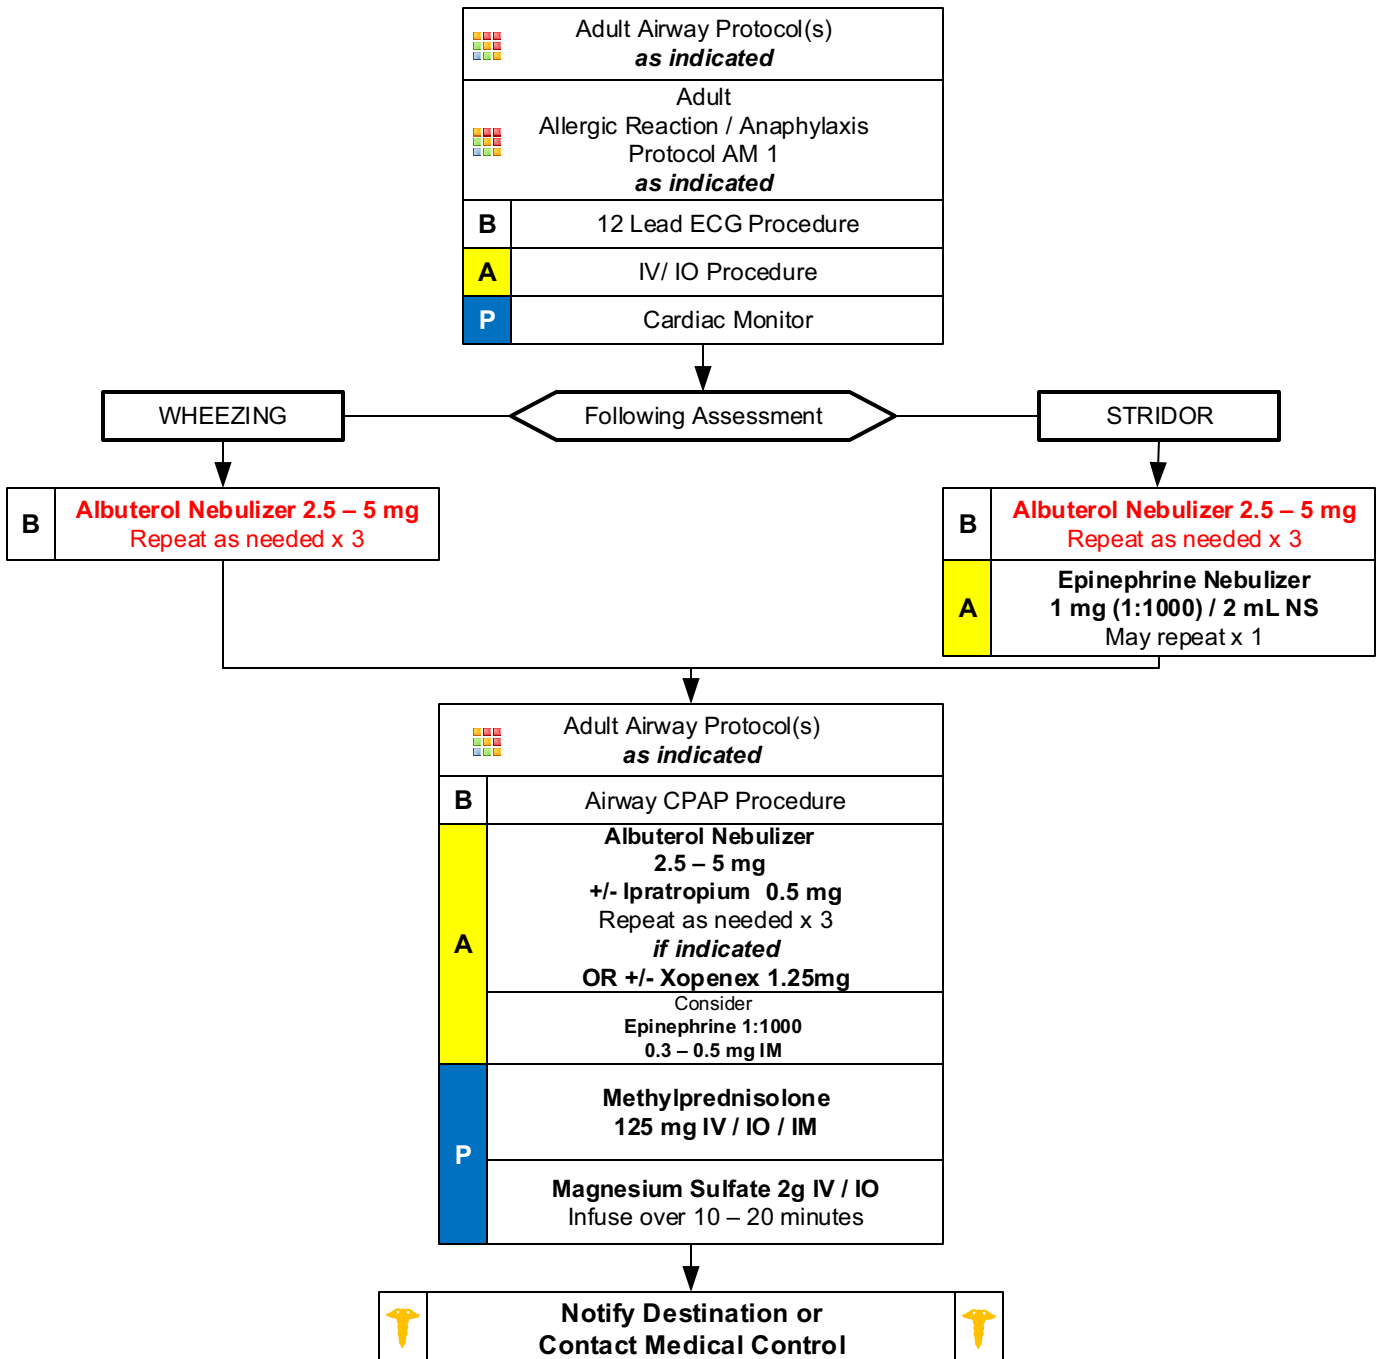 Adult Airway Protocol(s)
as indicated
Adult
Allergic Reaction / Anaphylaxis
Protocol AM 1
as indicated
B
12 Lead ECG Procedure
A
IV/ IO Procedure
P
Cardiac Monitor
WHEEZING
Following Assessment
STRIDOR
B
Albuterol Nebulizer 2.5 – 5 mg
Repeat as needed x 3
B
Albuterol Nebulizer 2.5 – 5 mg
Repeat as needed x 3
A
Epinephrine Nebulizer
1 mg (1:1000) / 2 mL NS
May repeat x 1
Adult Airway Protocol(s)
as indicated
B
Airway CPAP Procedure
A
Albuterol Nebulizer
2.5 – 5 mg
+/- Ipratropium 0.5 mg
Repeat as needed x 3
if indicated
OR +/- Xopenex 1.25mg
Consider
Epinephrine 1:1000
0.3 – 0.5 mg IM
P
Methylprednisolone
125 mg IV / IO / IM
Magnesium Sulfate 2g IV / IO
Infuse over 10 – 20 minutes
Notify Destination or
Contact Medical Control